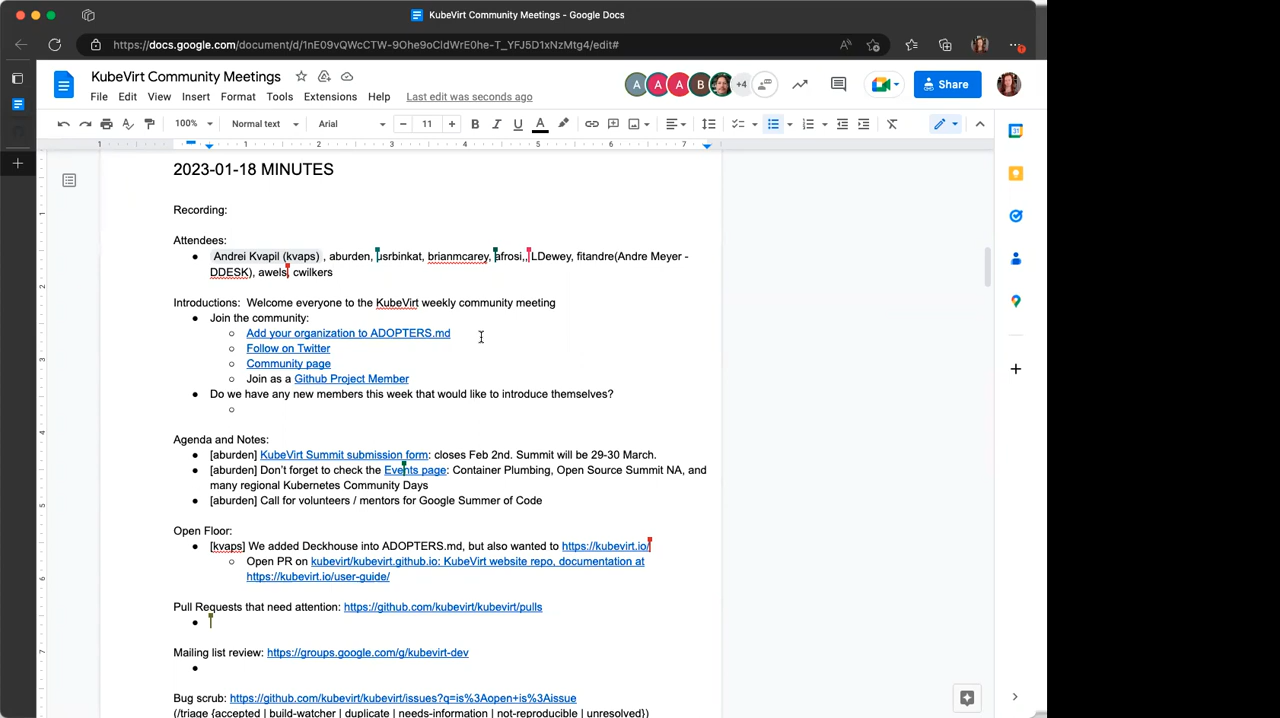 KubeVirt Community Meetings - Google Docs
https://docs.google.com/document/d/1nE09vQWcCTW-9Ohe9oCldWrE0he-T_YFJ5D1xNzMtg4/edit#
KubeVirt Community Meetings
A A A B +4 Share
File Edit View Insert Format Tools Extensions Help Last edit was seconds ago
100% Normal text Arial 11
1 1 2 3 4 5 6 7
2023-01-18 MINUTES
Recording:
Attendees:
● Andrei Kvapil (kvaps) , aburden, usrbinkat, brianmcarey, afrosi,, LDewey, fitandre(Andre Meyer -
DDESK), awels, cwilkers
Introductions: Welcome everyone to the KubeVirt weekly community meeting
● Join the community:
○ Add your organization to ADOPTERS.md
○ Follow on Twitter
○ Community page
○ Join as a Github Project Member
● Do we have any new members this week that would like to introduce themselves?
○
Agenda and Notes:
● [aburden] KubeVirt Summit submission form: closes Feb 2nd. Summit will be 29-30 March.
● [aburden] Don't forget to check the Events page: Container Plumbing, Open Source Summit NA, and
many regional Kubernetes Community Days
● [aburden] Call for volunteers / mentors for Google Summer of Code
Open Floor:
● [kvaps] We added Deckhouse into ADOPTERS.md, but also wanted to https://kubevirt.io/
○ Open PR on kubevirt/kubevirt.github.io: KubeVirt website repo, documentation at
https://kubevirt.io/user-guide/
Pull Requests that need attention: https://github.com/kubevirt/kubevirt/pulls
●
Mailing list review: https://groups.google.com/g/kubevirt-dev
●
Bug scrub: https://github.com/kubevirt/kubevirt/issues?q=is%3Aopen+is%3Aissue
(/triage {accepted | build-watcher | duplicate | needs-information | not-reproducible | unresolved})